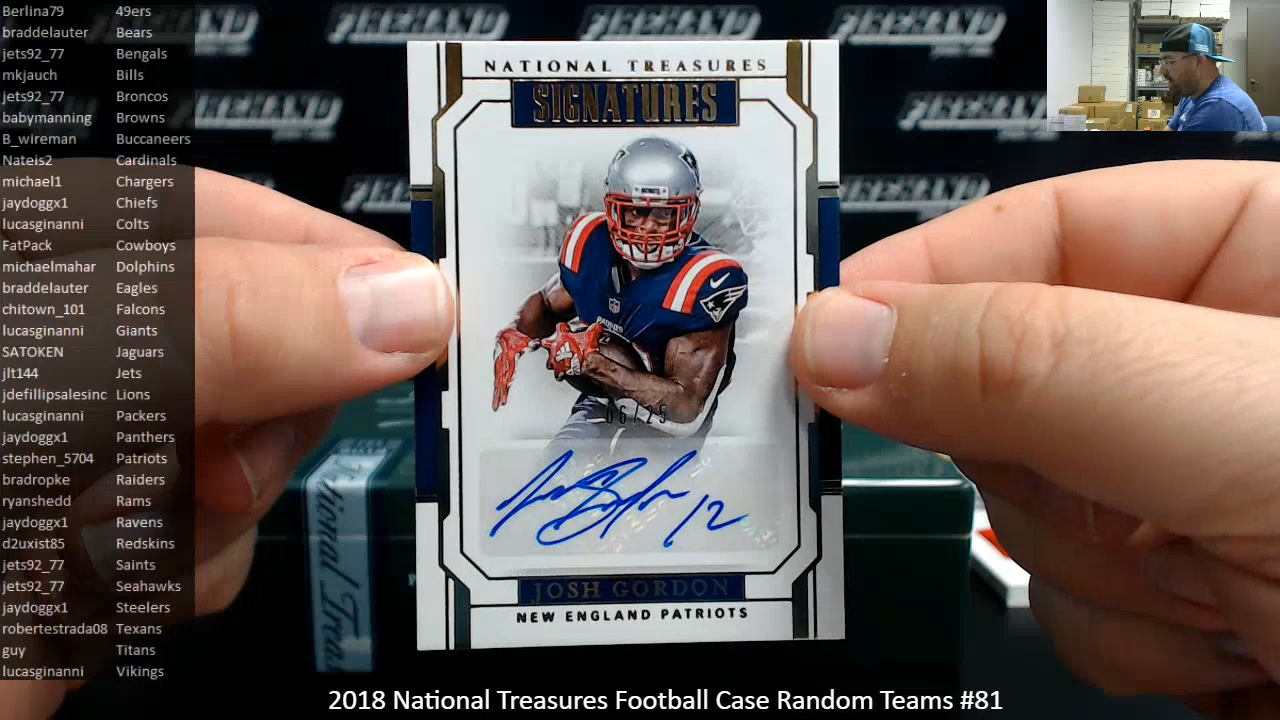 Berlina79 49ers
braddelauter Bears
jets92_77 Bengals
mkjauch Bills
jets92_77 Broncos
babymanning Browns
B_wireman Buccaneers
Nateis2 Cardinals
michael1 Chargers
jaydoggx1 Chiefs
lucasginanni Colts
FatPack Cowboys
michaelmahar Dolphins
braddelauter Eagles
chitown_101 Falcons
lucasginanni Giants
SATOKEN Jaguars
jlt144 Jets
jdefillipsalesinc Lions
lucasginanni Packers
jaydoggx1 Panthers
stephen_5704 Patriots
bradropke Raiders
ryanshedd Rams
jaydoggx1 Ravens
d2uxist85 Redskins
jets92_77 Saints
jets92_77 Seahawks
jaydoggx1 Steelers
robertestrada08 Texans
guy Titans
lucasginanni Vikings
NATIONAL TREASURES
SIGNATURES
PATRIOTS
06/25
12
JOSH GORDON
NEW ENGLAND PATRIOTS
FIREHAND
2018 National Treasures Football Case Random Teams #81